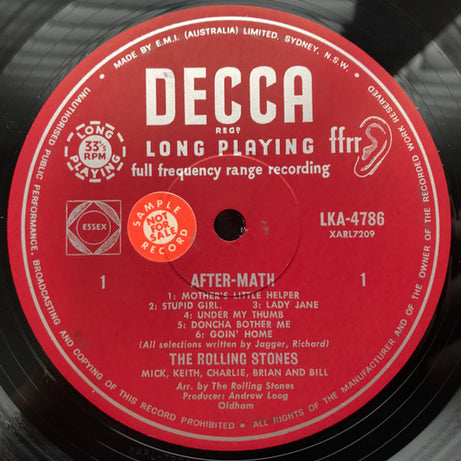 MADE BY E.M.I. (AUSTRALIA) LIMITED, SYDNEY, N.S.W.
ALL RIGHTS OF THE MANUFACTURER AND OF THE OWNER OF THE RECORDED WORK RESERVED
UNAUTHORISED PUBLIC PERFORMANCE, BROADCASTING AND COPYING OF THIS RECORD PROHIBITED
DECCA
REGD
LONG PLAYING
ffrr
full frequency range recording
LONG
33⅓
RPM
PLAYING
ESSEX
SAMPLE
NOT
FOR
SALE
RECORD
LKA-4786
XARL7209
1
1
AFTER-MATH
1: MOTHER'S LITTLE HELPER
2: STUPID GIRL. 3: LADY JANE
4: UNDER MY THUMB
5: DONCHA BOTHER ME
6: GOIN' HOME
(All selections written by Jagger, Richard)
THE ROLLING STONES
MICK, KEITH, CHARLIE, BRIAN AND BILL
Arr. by The Rolling Stones
Producer: Andrew Loog
Oldham